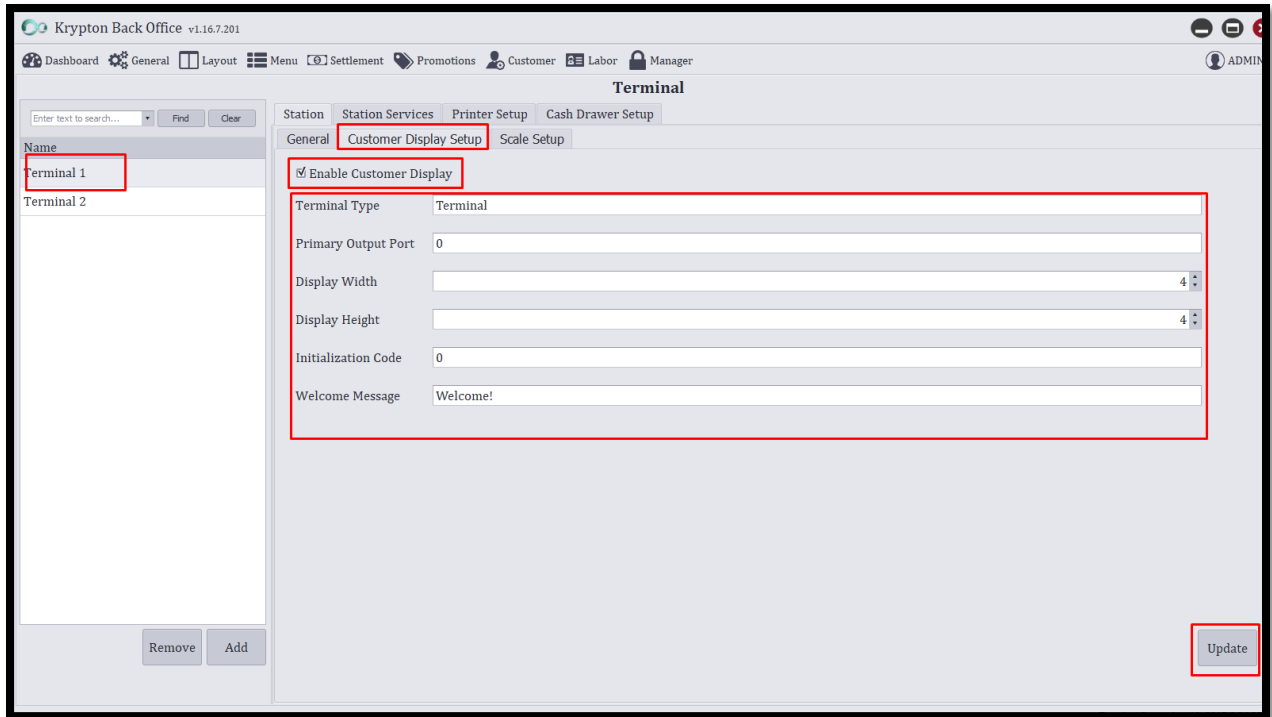 Krypton Back Office v1.16.7.201
Dashboard General Layout Menu Settlement Promotions Customer Labor Manager ADMIN
Terminal
Enter text to search... Find Clear
Name
Terminal 1
Terminal 2
Remove Add
Station Station Services Printer Setup Cash Drawer Setup
General Customer Display Setup Scale Setup
Enable Customer Display
Terminal Type Terminal
Primary Output Port 0
Display Width 4
Display Height 4
Initialization Code 0
Welcome Message Welcome!
Update